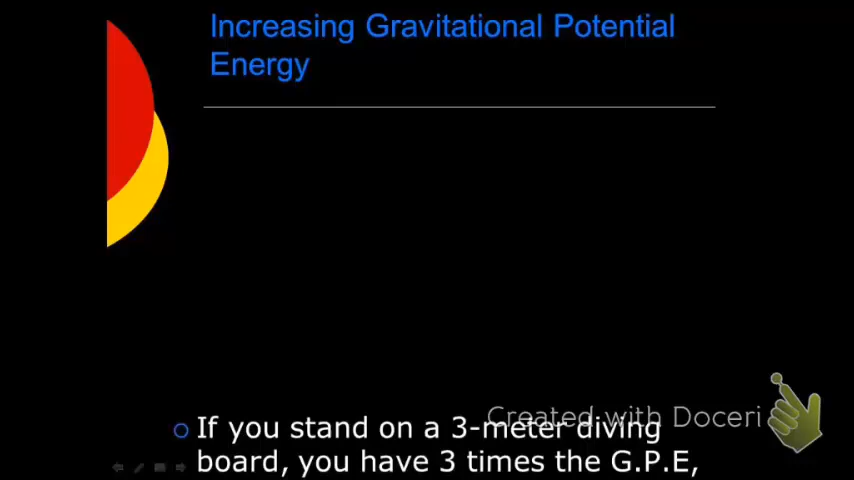 Increasing Gravitational Potential
Energy
Created with Doceri
If you stand on a 3-meter diving
board, you have 3 times the G.P.E,